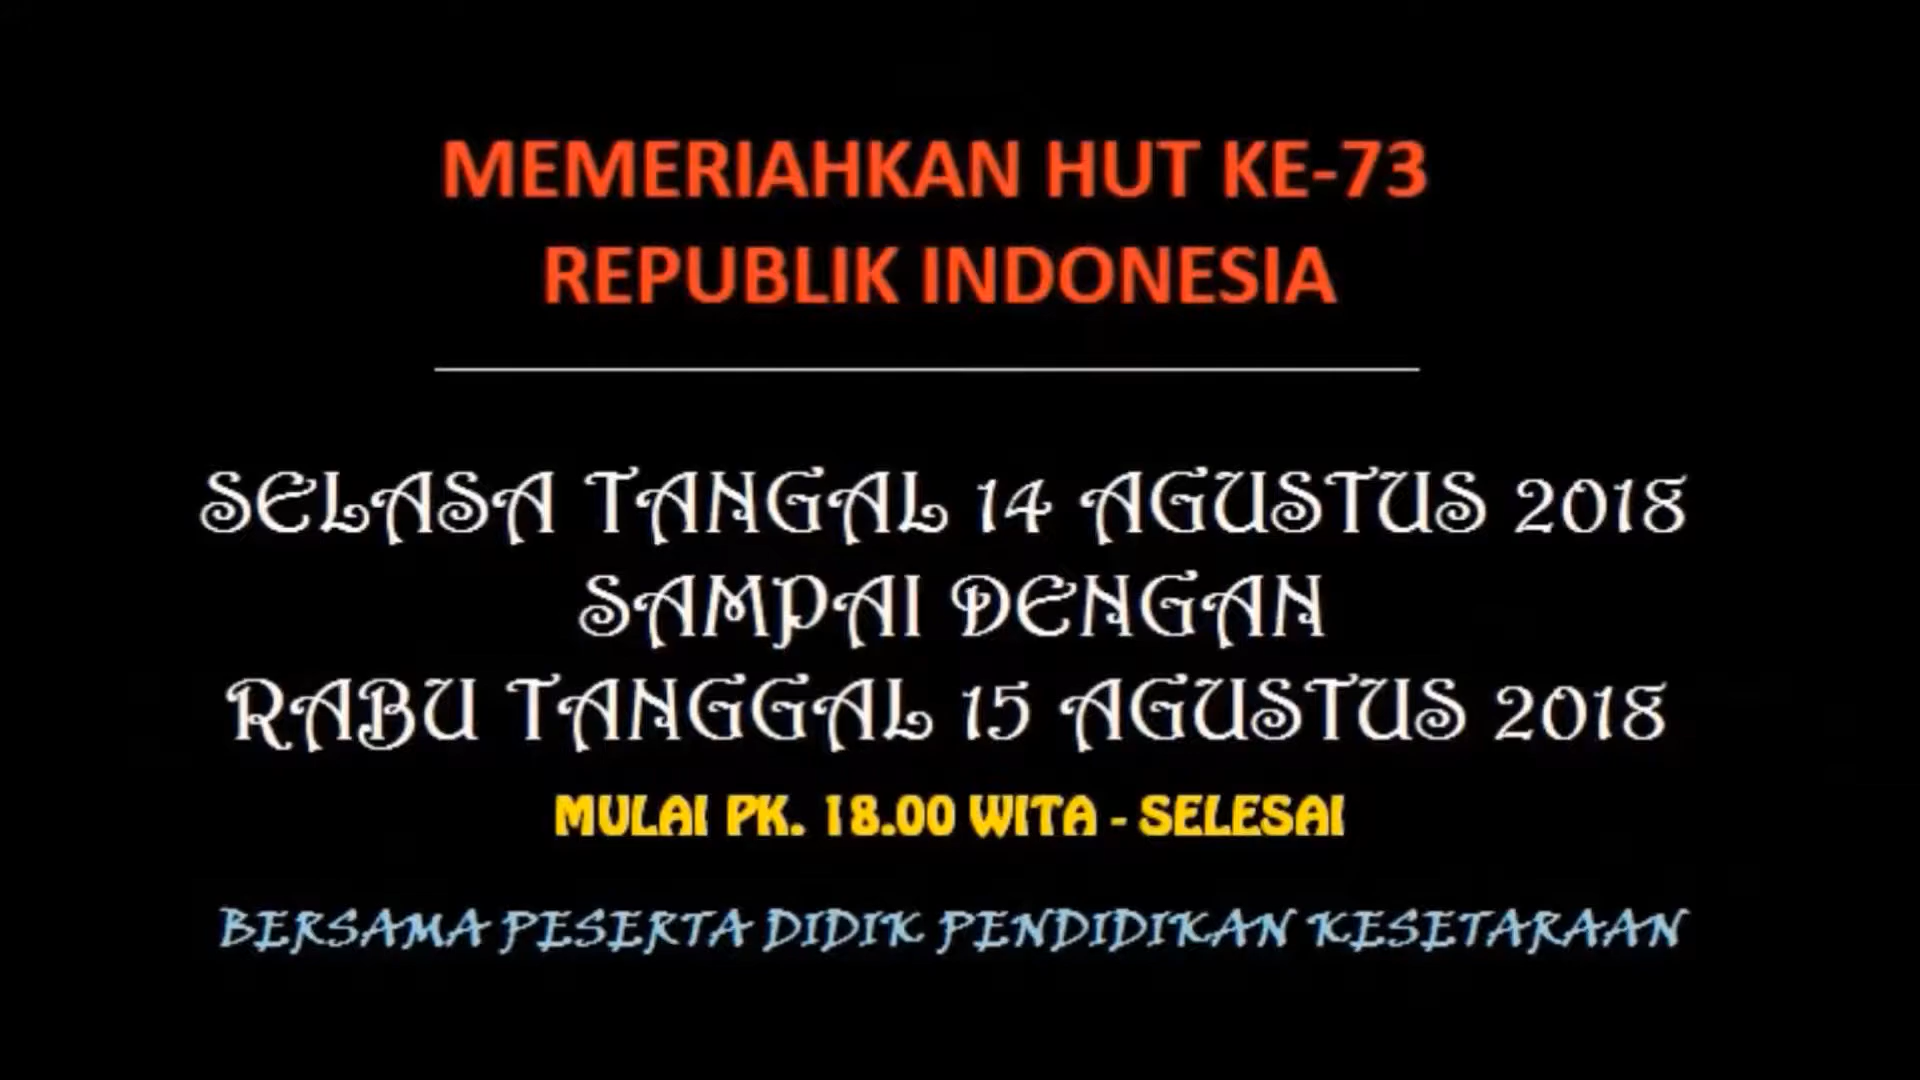 MEMERIAHKAN HUT KE-73
REPUBLIK INDONESIA
SELASA TANGAL 14 AGUSTUS 2018
SAMPAI DENGAN
RABU TANGGAL 15 AGUSTUS 2018
MULAI PK. 18.00 WITA - SELESAI
BERSAMA PESERTA DIDIK PENDIDIKAN KESETARAAN